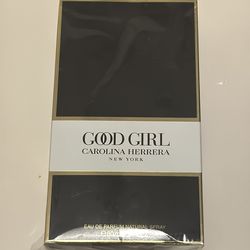 GOOD GIRL
CAROLINA HERRERA
NEW YORK
EAU DE PARFUM NATURAL SPRAY